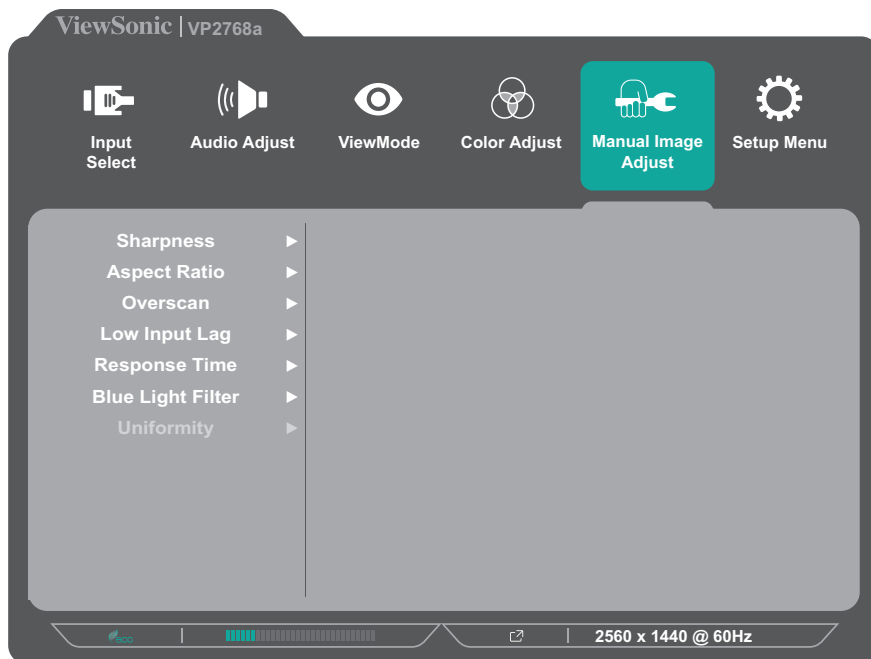 ViewSonic | VP2768a
Input Select
Audio Adjust
ViewMode
Color Adjust
Manual Image Adjust
Setup Menu
Sharpness
Aspect Ratio
Overscan
Low Input Lag
Response Time
Blue Light Filter
Uniformity
eco
2560 x 1440 @ 60Hz